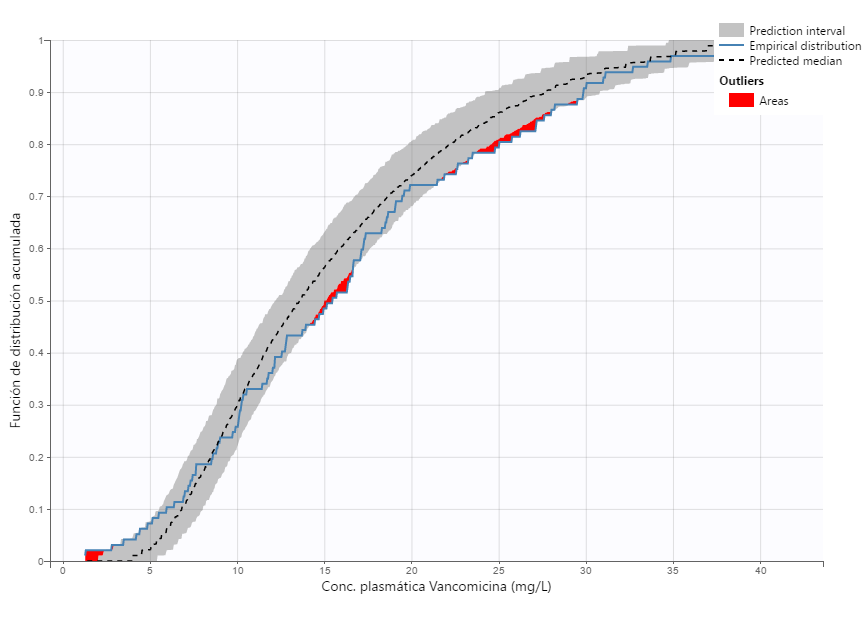 Prediction interval
Empirical distribution
Predicted median
Outliers
Areas
Función de distribución acumulada
1
0.9
0.8
0.7
0.6
0.5
0.4
0.3
0.2
0.1
0
0 5 10 15 20 25 30 35 40
Conc. plasmática Vancomicina (mg/L)